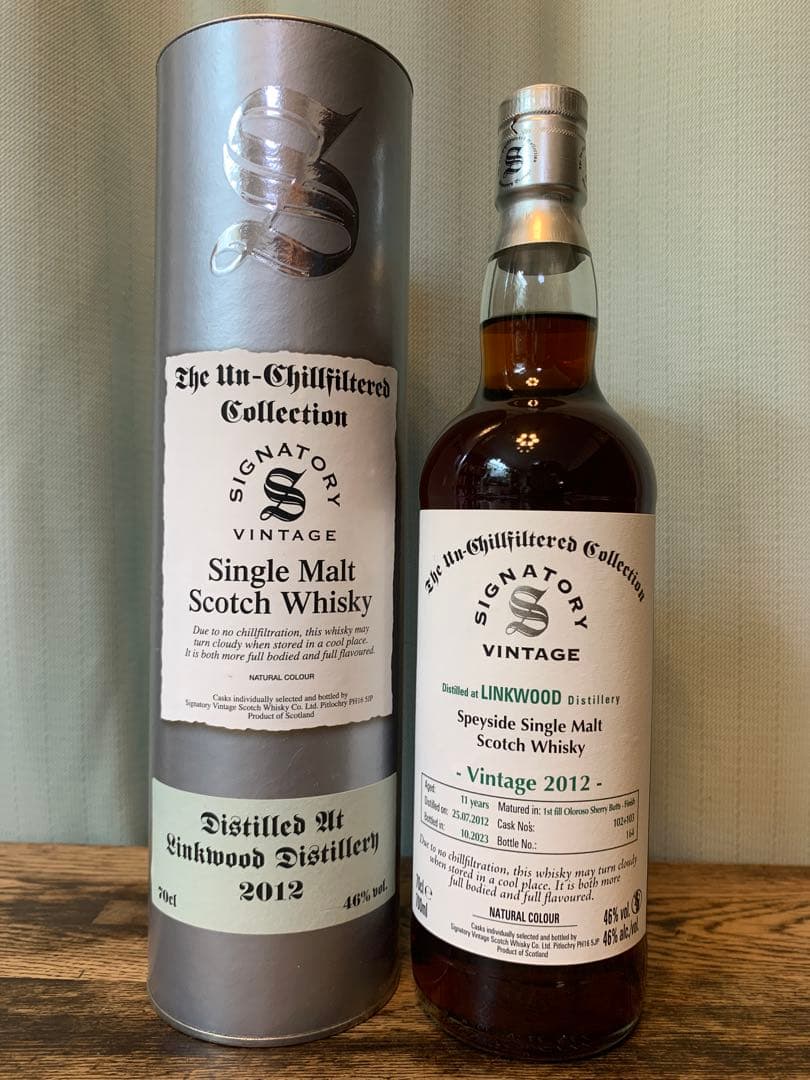 The Un-Chillfiltered
Collection
SIGNATORY
S
VINTAGE
Single Malt
Scotch Whisky
Due to no chillfiltration, this whisky may
turn cloudy when stored in a cool place.
It is both more full bodied and full flavoured.
NATURAL COLOUR
Casks individually selected and bottled by
Signatory Vintage Scotch Whisky Co. Ltd. Pitlochry PH16 5JP
Product of Scotland
Distilled At
Linkwood Distillery
2012
70cl
46% vol.
The Un-Chillfiltered Collection
SIGNATORY
S
VINTAGE
Distilled at LINKWOOD Distillery
Speyside Single Malt
Scotch Whisky
- Vintage 2012 -
Aged: 11 years Matured in: 1st fill Oloroso Sherry Butts - Finish
Distilled on: 25.07.2012 Cask No's: 102+103
Bottled in: 10.2023 Bottle No.: 164
Due to no chillfiltration, this whisky may turn cloudy
when stored in a cool place. It is both more
full bodied and full flavoured.
70cl e
700ml
NATURAL COLOUR
46% vol.
46% alc./vol.
Casks individually selected and bottled by
Signatory Vintage Scotch Whisky Co. Ltd. Pitlochry PH16 5JP
Product of Scotland